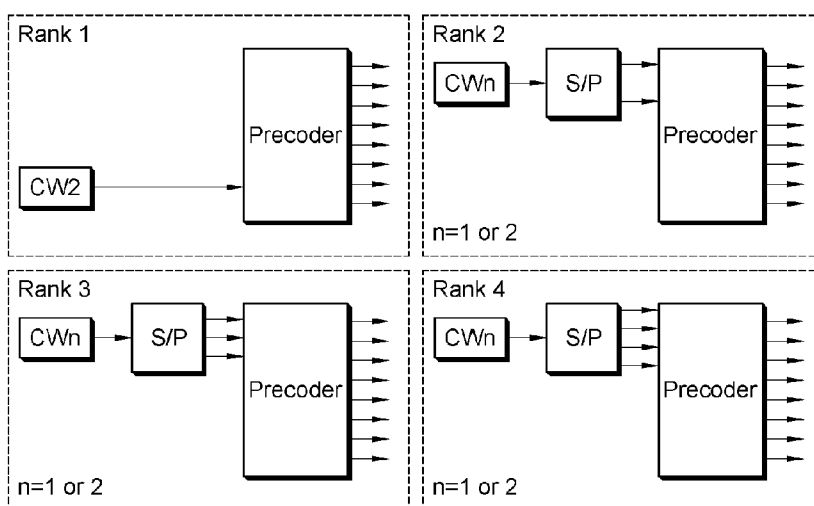 Rank 1
Precoder
CW2
Rank 2
CWn
S/P
Precoder
n=1 or 2
Rank 3
CWn
S/P
Precoder
n=1 or 2
Rank 4
CWn
S/P
Precoder
n=1 or 2